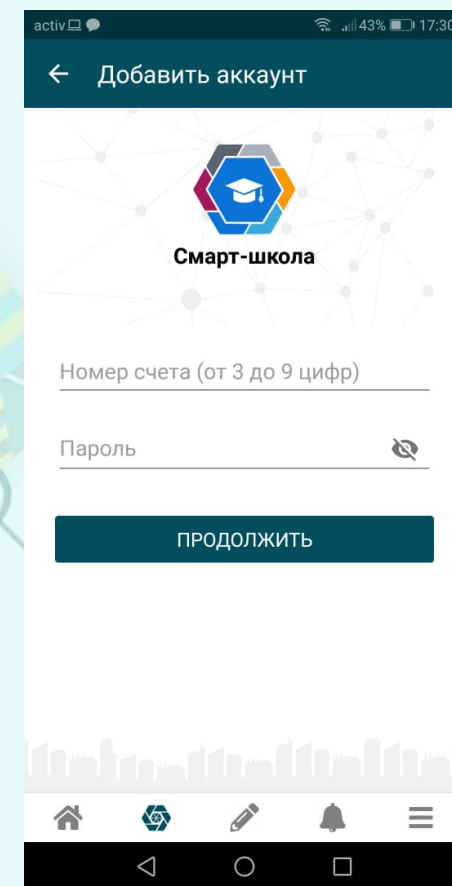 activ 43% 17:30
Добавить аккаунт
Смарт-школа
Номер счета (от 3 до 9 цифр)
Пароль
ПРОДОЛЖИТЬ